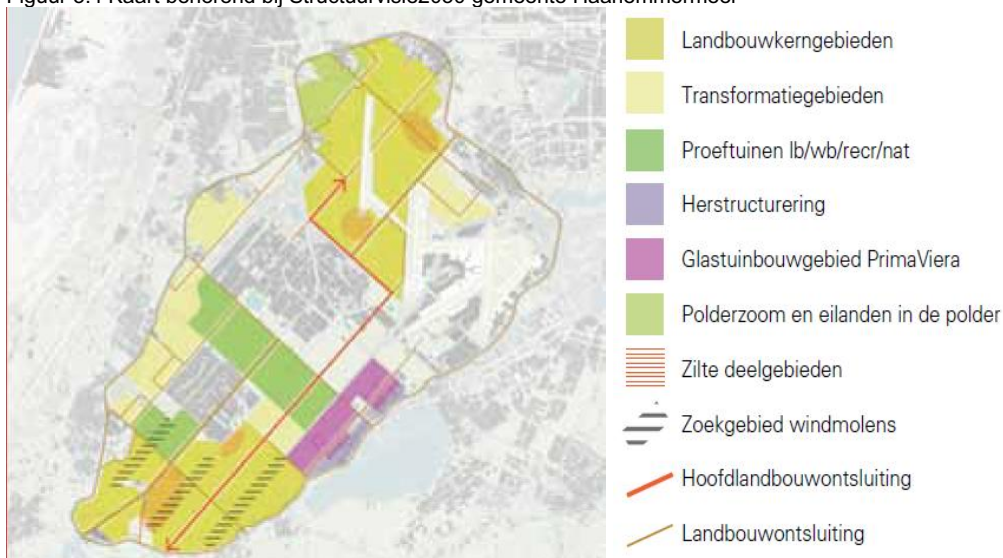 Landbouwkerngebieden
Transformatiegebieden
Proeftuinen lb/wb/recr/nat
Herstructurering
Glastuinbouwgebied PrimaViera
Polderzoom en eilanden in de polder
Zilte deelgebieden
Zoekgebied windmolens
Hoofdlandbouwontsluiting
Landbouwontsluiting